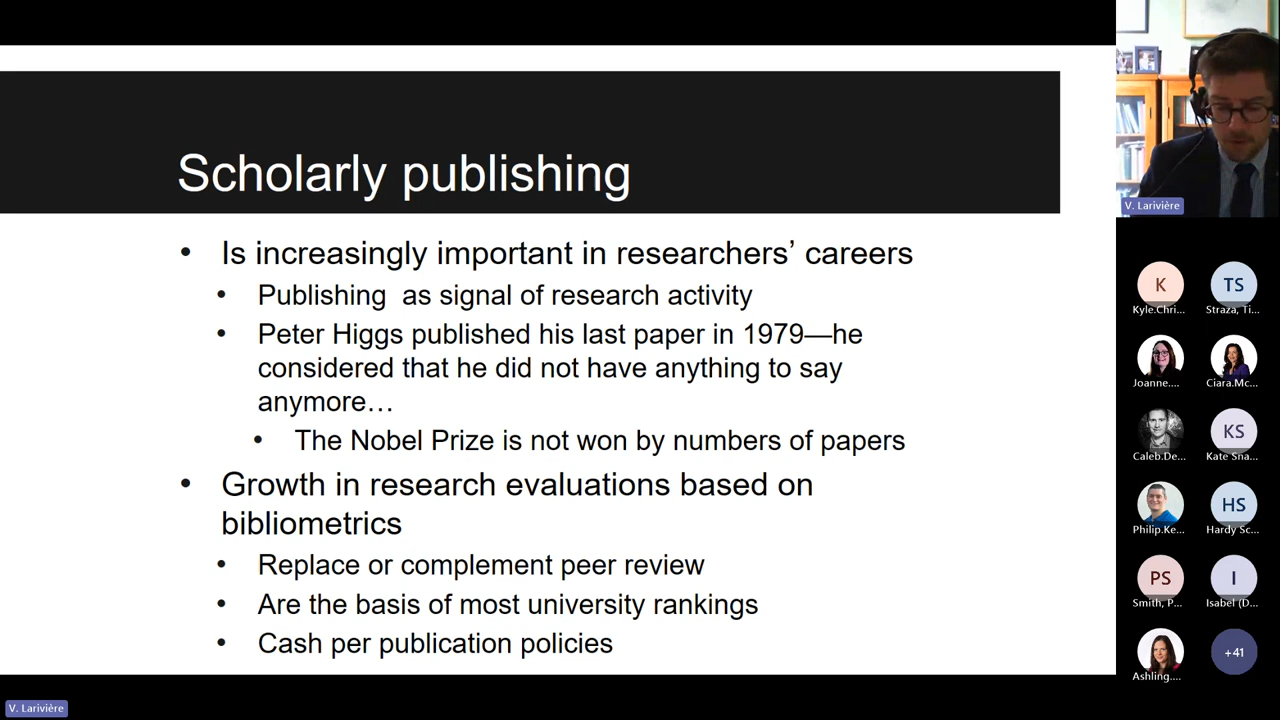 Scholarly publishing
• Is increasingly important in researchers’ careers
• Publishing as signal of research activity
• Peter Higgs published his last paper in 1979—he
considered that he did not have anything to say
anymore…
• The Nobel Prize is not won by numbers of papers
• Growth in research evaluations based on
bibliometrics
• Replace or complement peer review
• Are the basis of most university rankings
• Cash per publication policies
V. Larivière
K
TS
Kyle.Chri...
Straza, Ti...
Joanne....
Ciara.Mc...
KS
Caleb.De...
Kate Sna...
HS
Philip.Ke...
Hardy Sc...
PS
I
Smith, P...
Isabel (D...
+41
Ashling....
V. Larivière